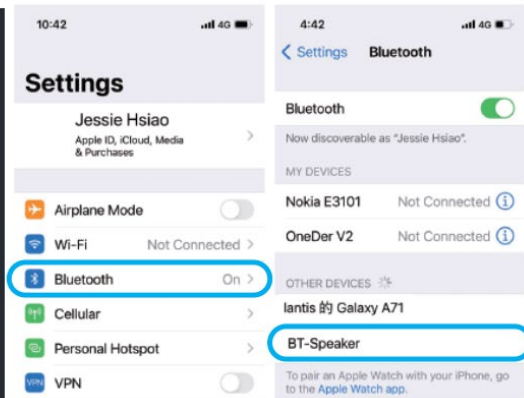 10:42
4G
Settings
Jessie Hsiao
Apple ID, iCloud, Media
& Purchases
Airplane Mode
Wi-Fi Not Connected
Bluetooth On
Cellular
Personal Hotspot
VPN VPN
4:42
4G
Settings Bluetooth
Bluetooth
Now discoverable as "Jessie Hsiao".
MY DEVICES
Nokia E3101 Not Connected
OneDer V2 Not Connected
OTHER DEVICES
lantis 的 Galaxy A71
BT-Speaker
To pair an Apple Watch with your iPhone, go
to the Apple Watch app.